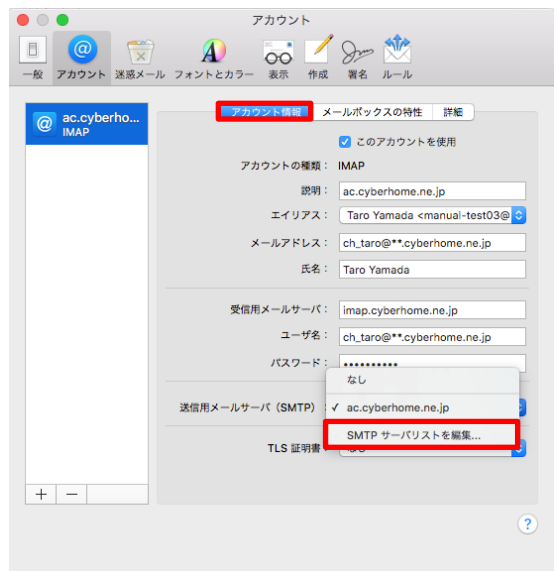 アカウント
一般 アカウント 迷惑メール フォントとカラー 表示 作成 署名 ルール
ac.cyberho...
IMAP
アカウント情報 メールボックスの特性 詳細
このアカウントを使用
アカウントの種類： IMAP
説明： ac.cyberhome.ne.jp
エイリアス： Taro Yamada <manual-test03@
メールアドレス： ch_taro@**.cyberhome.ne.jp
氏名： Taro Yamada
受信用メールサーバ： imap.cyberhome.ne.jp
ユーザ名： ch_taro@**.cyberhome.ne.jp
パスワード： ••••••••••
なし
送信用メールサーバ（SMTP）： ✓ ac.cyberhome.ne.jp
SMTP サーバリストを編集...
TLS 証明書： なし
+ −
?